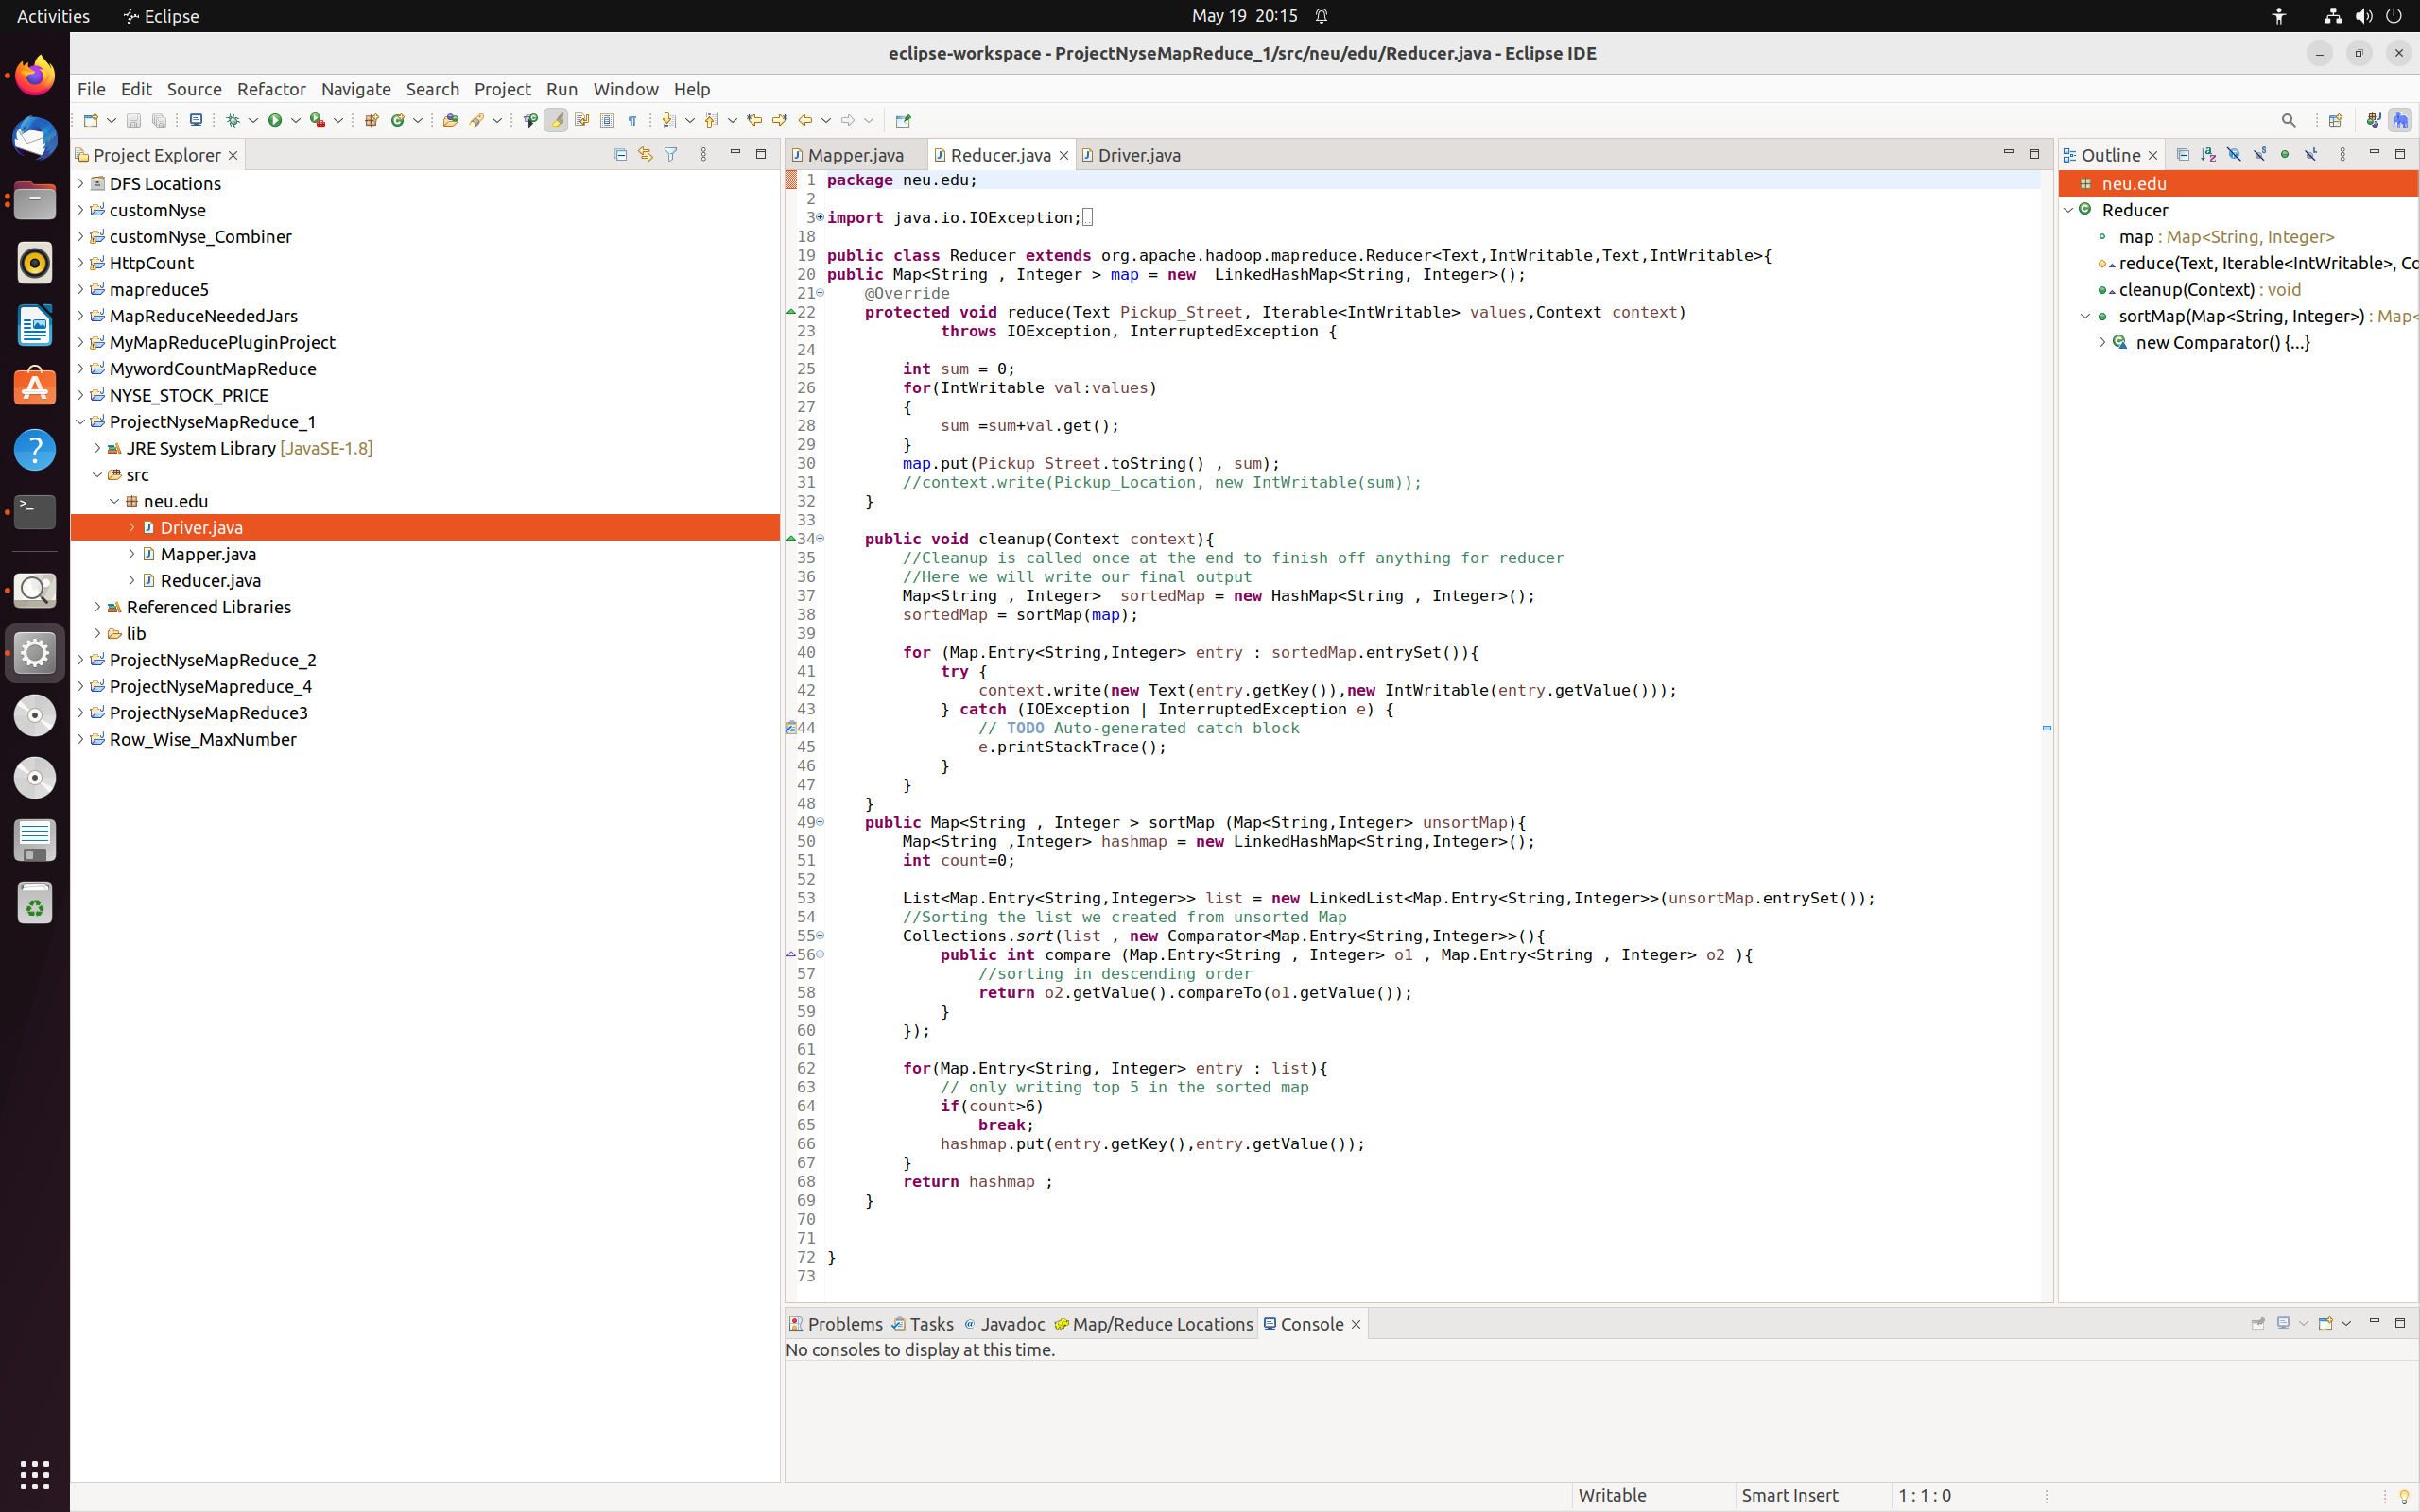 Activities Eclipse May 19 20:15
eclipse-workspace - ProjectNyseMapReduce_1/src/neu/edu/Reducer.java - Eclipse IDE
File Edit Source Refactor Navigate Search Project Run Window Help
Project Explorer
DFS Locations
customNyse
customNyse_Combiner
HttpCount
mapreduce5
MapReduceNeededJars
MyMapReducePluginProject
MywordCountMapReduce
NYSE_STOCK_PRICE
ProjectNyseMapReduce_1
JRE System Library [JavaSE-1.8]
src
neu.edu
Driver.java
Mapper.java
Reducer.java
Referenced Libraries
lib
ProjectNyseMapReduce_2
ProjectNyseMapreduce_4
ProjectNyseMapReduce3
Row_Wise_MaxNumber
Mapper.java Reducer.java Driver.java
1 package neu.edu;
2
3 import java.io.IOException;
18
19 public class Reducer extends org.apache.hadoop.mapreduce.Reducer<Text,IntWritable,Text,IntWritable>{
20 public Map<String , Integer > map = new  LinkedHashMap<String, Integer>();
21     @Override
22     protected void reduce(Text Pickup_Street, Iterable<IntWritable> values,Context context)
23             throws IOException, InterruptedException {
24
25         int sum = 0;
26         for(IntWritable val:values)
27         {
28             sum =sum+val.get();
29         }
30         map.put(Pickup_Street.toString() , sum);
31         //context.write(Pickup_Location, new IntWritable(sum));
32     }
33
34     public void cleanup(Context context){
35         //Cleanup is called once at the end to finish off anything for reducer
36         //Here we will write our final output
37         Map<String , Integer>  sortedMap = new HashMap<String , Integer>();
38         sortedMap = sortMap(map);
39
40         for (Map.Entry<String,Integer> entry : sortedMap.entrySet()){
41             try {
42                 context.write(new Text(entry.getKey()),new IntWritable(entry.getValue()));
43             } catch (IOException | InterruptedException e) {
44                 // TODO Auto-generated catch block
45                 e.printStackTrace();
46             }
47         }
48     }
49     public Map<String , Integer > sortMap (Map<String,Integer> unsortMap){
50         Map<String ,Integer> hashmap = new LinkedHashMap<String,Integer>();
51         int count=0;
52
53         List<Map.Entry<String,Integer>> list = new LinkedList<Map.Entry<String,Integer>>(unsortMap.entrySet());
54         //Sorting the list we created from unsorted Map
55         Collections.sort(list , new Comparator<Map.Entry<String,Integer>>(){
56             public int compare (Map.Entry<String , Integer> o1 , Map.Entry<String , Integer> o2 ){
57                 //sorting in descending order
58                 return o2.getValue().compareTo(o1.getValue());
59             }
60         });
61
62         for(Map.Entry<String, Integer> entry : list){
63             // only writing top 5 in the sorted map
64             if(count>6)
65                 break;
66             hashmap.put(entry.getKey(),entry.getValue());
67         }
68         return hashmap ;
69     }
70
71
72 }
73
Outline
neu.edu
Reducer
map : Map<String, Integer>
reduce(Text, Iterable<IntWritable>, Co
cleanup(Context) : void
sortMap(Map<String, Integer>) : Map<
new Comparator() {...}
Problems Tasks Javadoc Map/Reduce Locations Console
No consoles to display at this time.
Writable Smart Insert 1 : 1 : 0